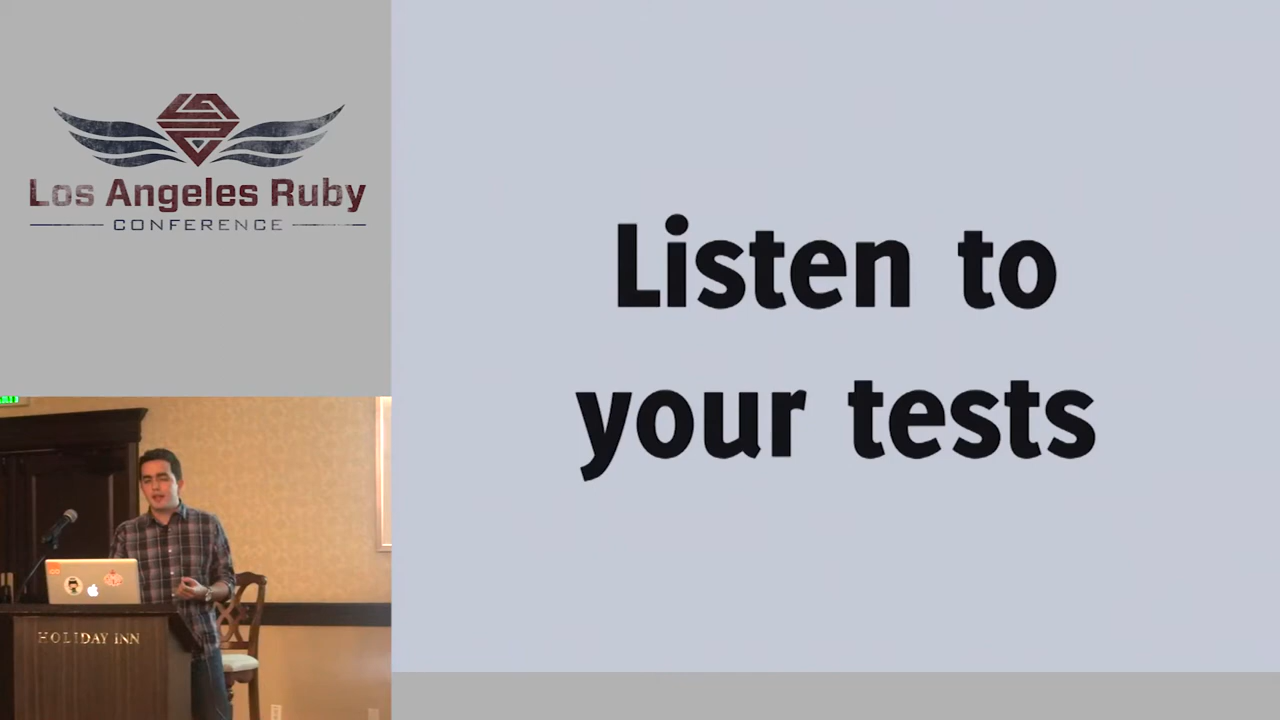 Los Angeles Ruby
CONFERENCE
Listen to
your tests
HOLIDAY INN